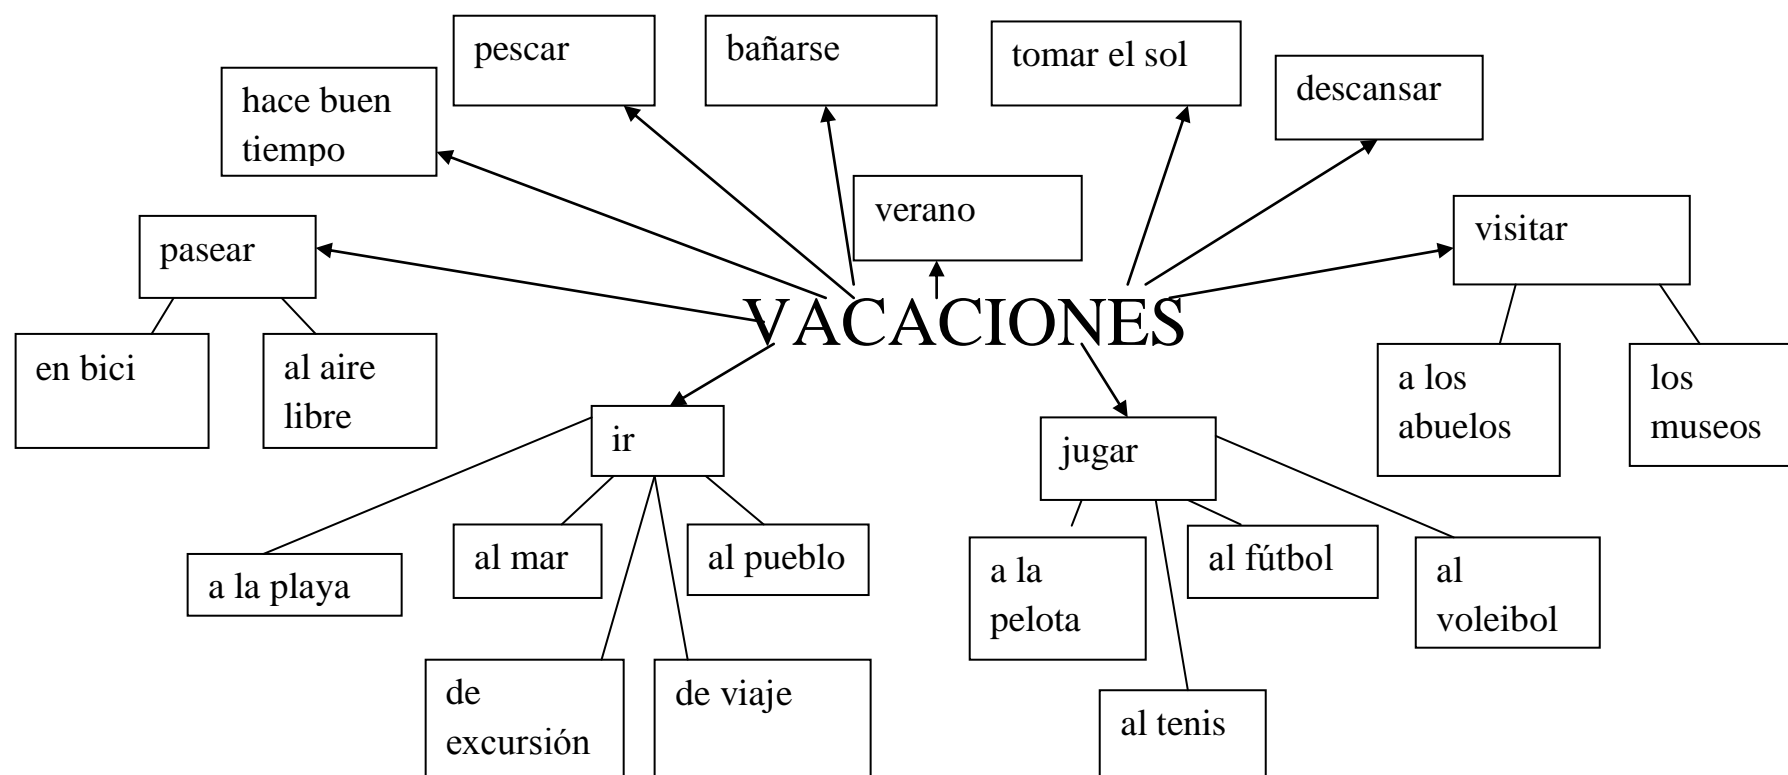 pescar
bañarse
tomar el sol
descansar
hace buen
tiempo
verano
visitar
pasear
VACACIONES
en bici
al aire
libre
a los
abuelos
los
museos
ir
jugar
a la playa
al mar
al pueblo
a la
pelota
al fútbol
al
voleibol
de
excursión
de viaje
al tenis